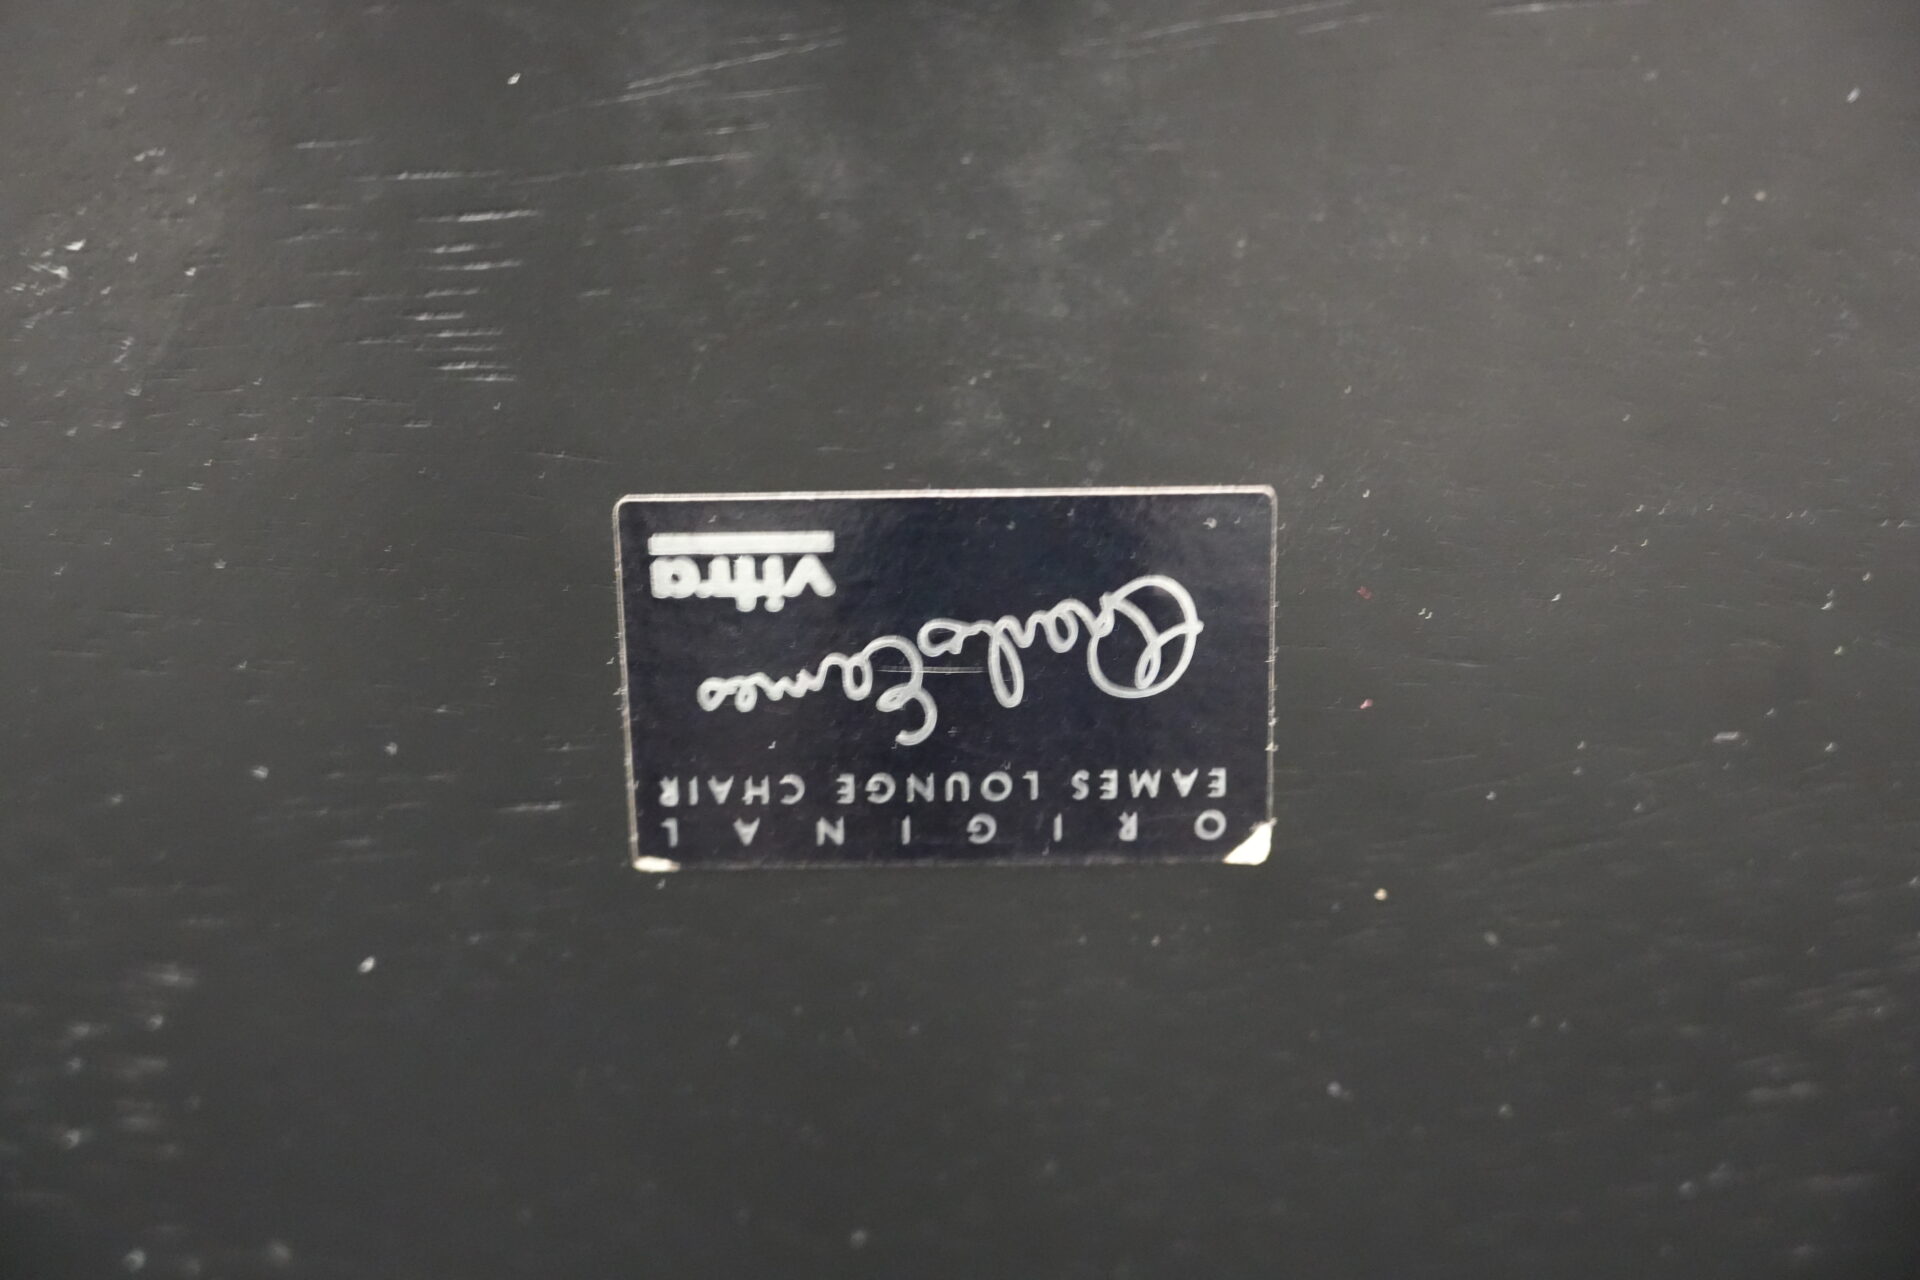 ORIGINAL
EAMES LOUNGE CHAIR
Charles Eames
vitra